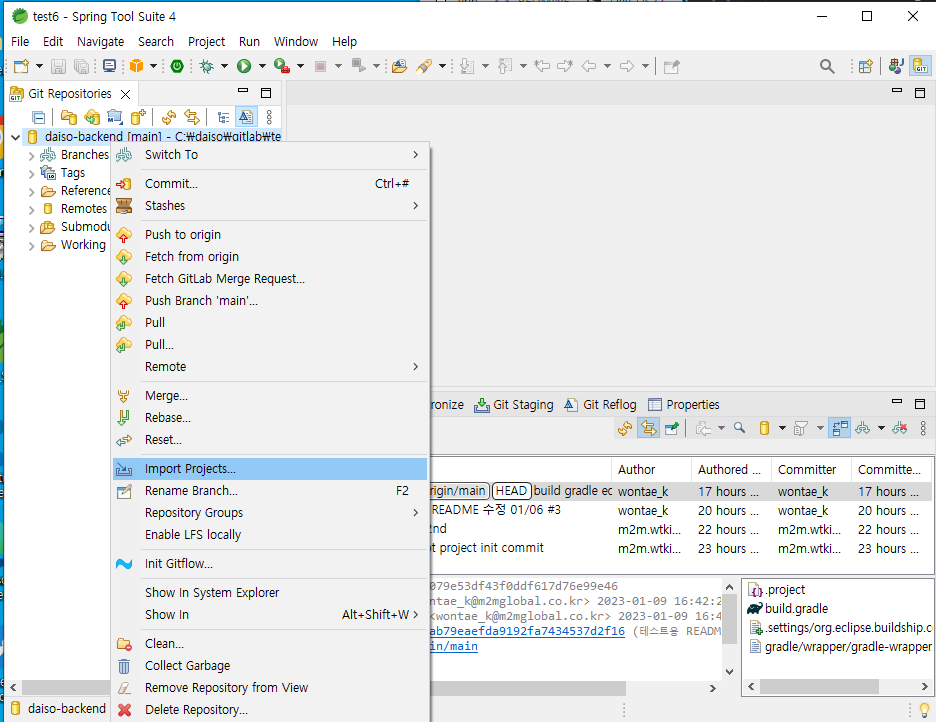 test6 - Spring Tool Suite 4
File Edit Navigate Search Project Run Window Help
Git Repositories
daiso-backend [main] - C:₩daiso₩gitlab₩te
Branches
Tags
Reference
Remotes
Submodu
Working
Switch To
Commit... Ctrl+#
Stashes
Push to origin
Fetch from origin
Fetch GitLab Merge Request...
Push Branch 'main'...
Pull
Pull...
Remote
Merge...
Rebase...
Reset...
Import Projects...
Rename Branch... F2
Repository Groups
Enable LFS locally
Init Gitflow...
Show In System Explorer
Show In Alt+Shift+W
Clean...
Collect Garbage
Remove Repository from View
Delete Repository...
ronize Git Staging Git Reflog Properties
Author Authored ... Committer Committe...
rigin/main HEAD build gradle ec wontae_k 17 hours ... wontae_k 17 hours ...
README 수정 01/06 #3 wontae_k 20 hours ... wontae_k 20 hours ...
2nd m2m.wtki... 22 hours ... m2m.wtki... 22 hours ...
t project init commit m2m.wtki... 23 hours ... m2m.wtki... 23 hours ...
079e53df43f0ddf617d76e99e46
ontae_k@m2mglobal.co.kr> 2023-01-09 16:42:2
wontae_k@m2mglobal.co.kr> 2023-01-09 16:4
ab79eaefda9192fa7434537d2f16 (테스트용 READM
in/main
.project
build.gradle
.settings/org.eclipse.buildship.c
gradle/wrapper/gradle-wrapper
daiso-backend